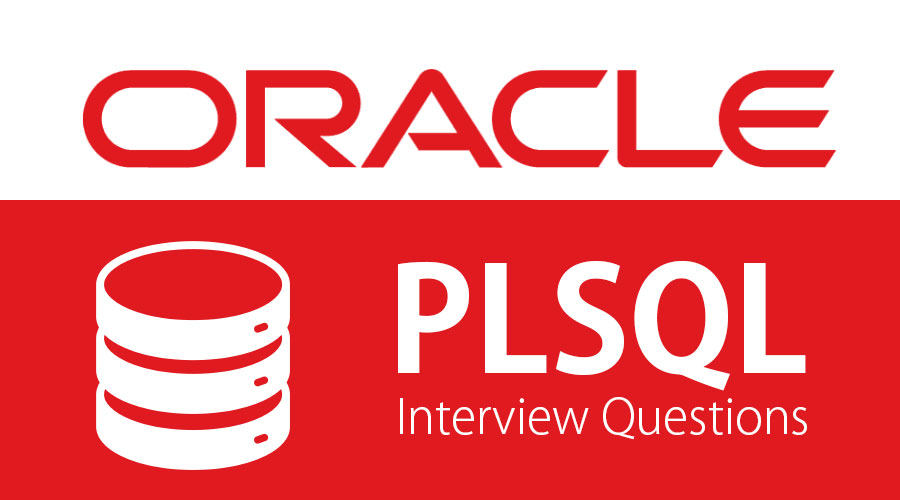 ORACLE
PLSQL
Interview Questions